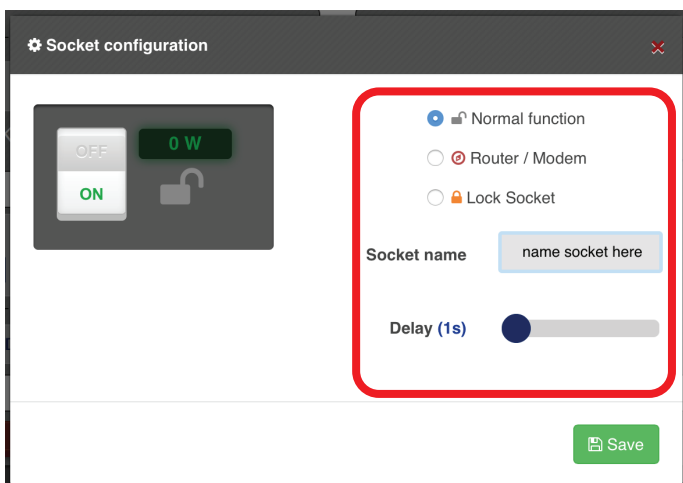 Socket configuration
OFF
ON
0 W
Normal function
Router / Modem
Lock Socket
Socket name
name socket here
Delay (1s)
Save